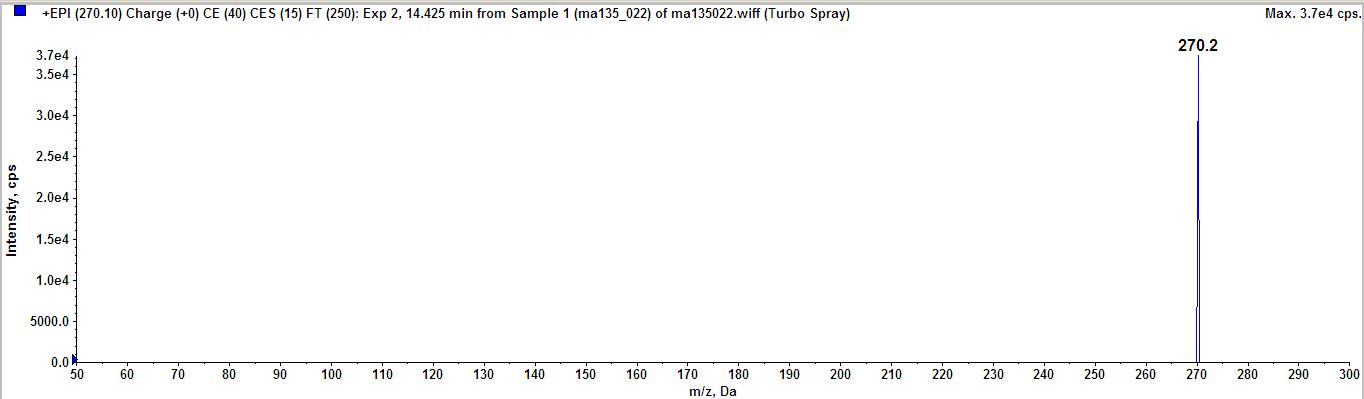 +EPI (270.10) Charge (+0) CE (40) CES (15) FT (250): Exp 2, 14.425 min from Sample 1 (ma135_022) of ma135022.wiff (Turbo Spray)
Max. 3.7e4 cps.
270.2
3.7e4
3.5e4
3.0e4
2.5e4
2.0e4
1.5e4
1.0e4
5000.0
0.0
Intensity, cps
50 60 70 80 90 100 110 120 130 140 150 160 170 180 190 200 210 220 230 240 250 260 270 280 290 300
m/z, Da